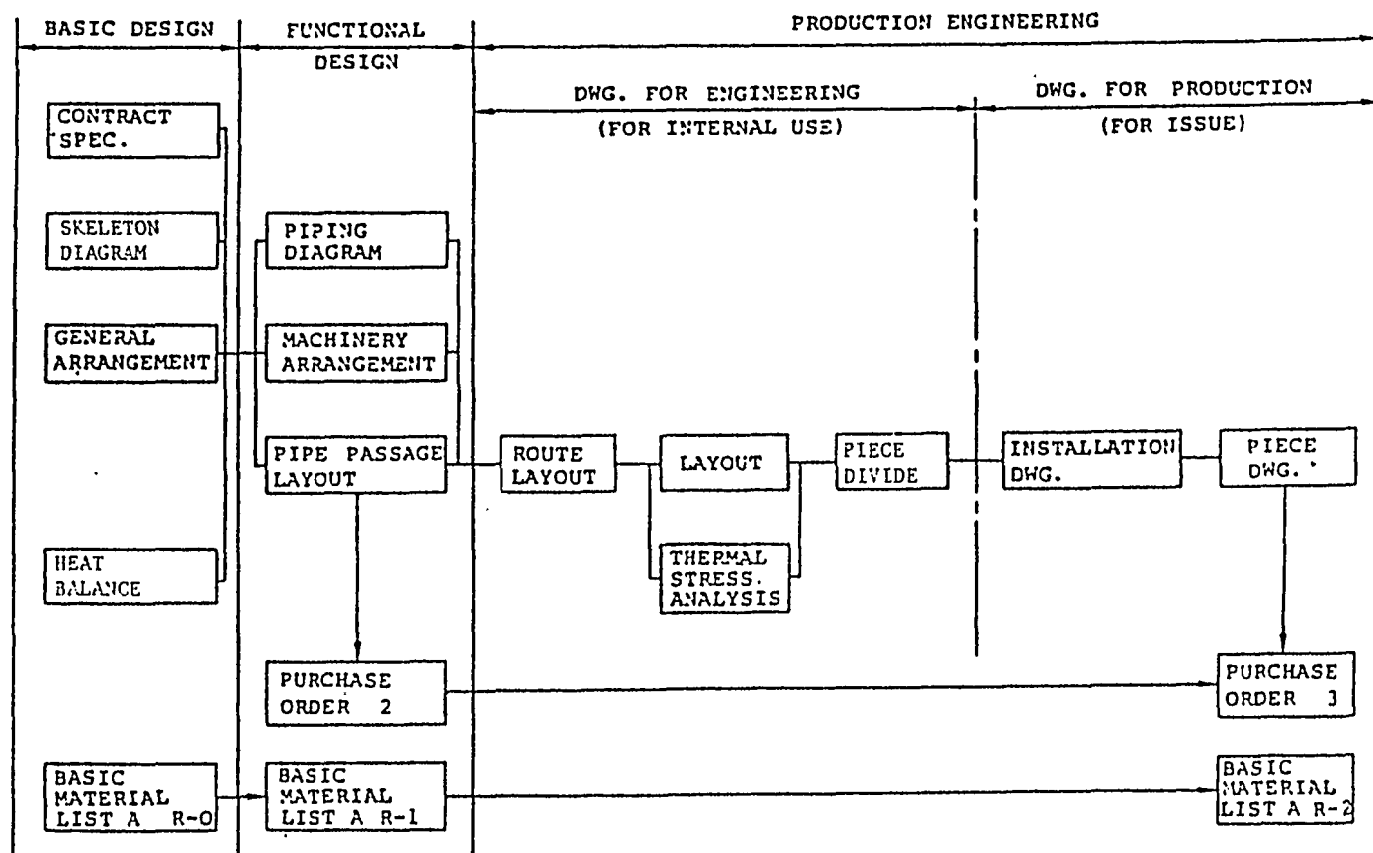 BASIC DESIGN
FUNCTIONAL
DESIGN
PRODUCTION ENGINEERING
DWG. FOR ENGINEERING
(FOR INTERNAL USE)
DWG. FOR PRODUCTION
(FOR ISSUE)
CONTRACT
SPEC.
SKELETON
DIAGRAM
PIPING
DIAGRAM
GENERAL
ARRANGEMENT
MACHINERY
ARRANGEMENT
PIPE PASSAGE
LAYOUT
ROUTE
LAYOUT
LAYOUT
PIECE
DIVIDE
INSTALLATION
DWG.
PIECE
DWG.
HEAT
BALANCE
THERMAL
STRESS.
ANALYSIS
PURCHASE
ORDER 2
PURCHASE
ORDER 3
BASIC
MATERIAL
LIST A R-0
BASIC
MATERIAL
LIST A R-1
BASIC
MATERIAL
LIST A R-2